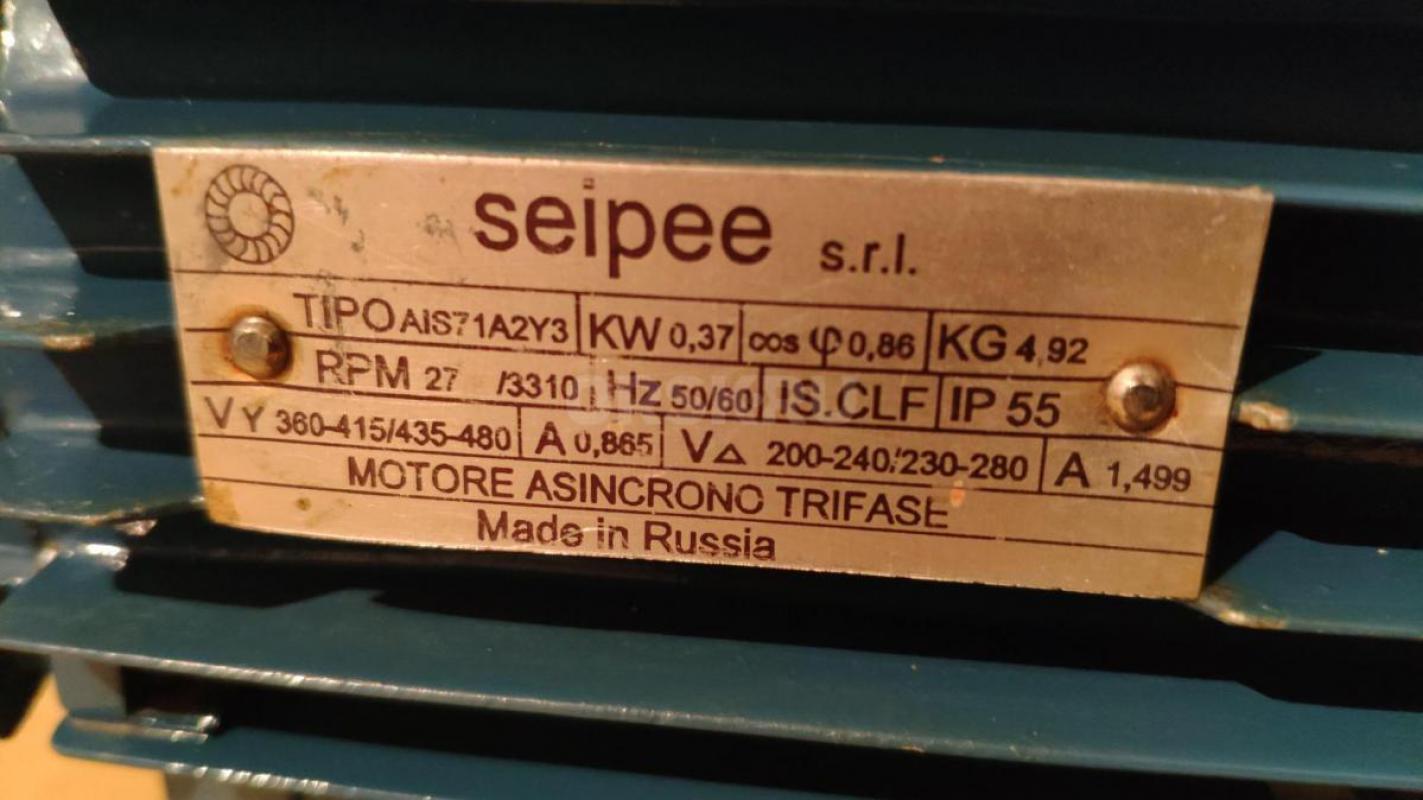 seipee s.r.l.
TIPO AIS71A2Y3 KW 0,37 cos φ 0,86 KG 4,92
RPM 27 /3310 Hz 50/60 IS.CLF IP 55
V Y 360-415/435-480 A 0,865 V△ 200-240/230-280 A 1,499
MOTORE ASINCRONO TRIFASE
Made in Russia